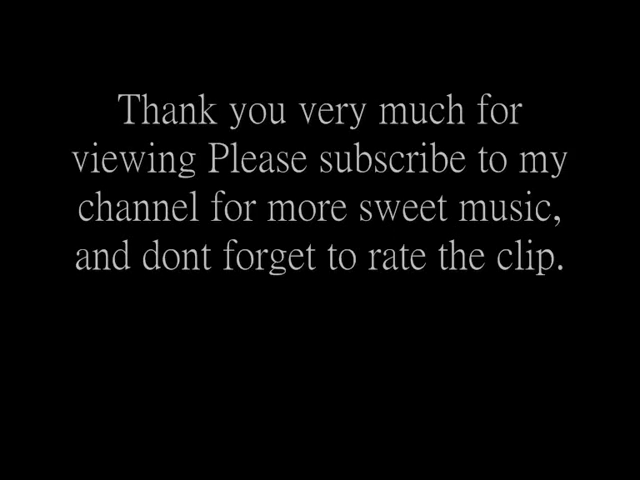 Thank you very much for
viewing Please subscribe to my
channel for more sweet music,
and dont forget to rate the clip.